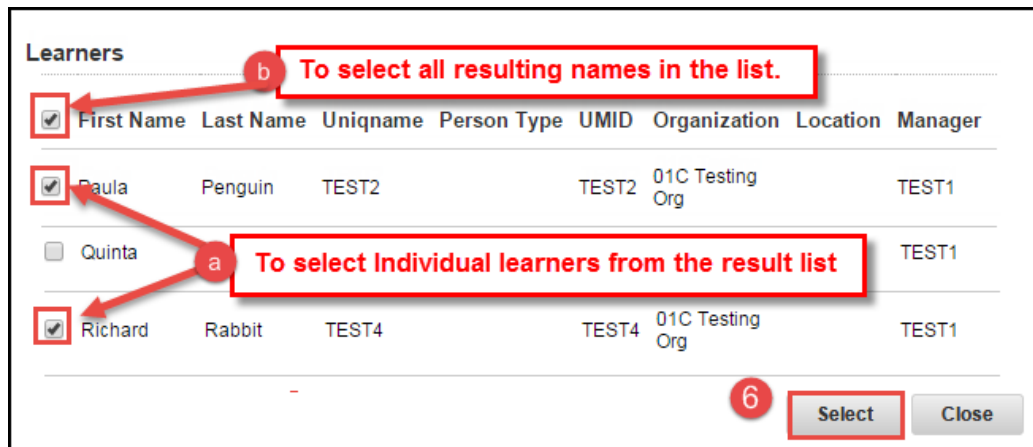 Learners
b To select all resulting names in the list.
First Name Last Name Uniqname Person Type UMID Organization Location Manager
Paula Penguin TEST2 TEST2 01C Testing Org TEST1
Quinta TEST1
a To select Individual learners from the result list
Richard Rabbit TEST4 TEST4 01C Testing Org TEST1
6 Select Close